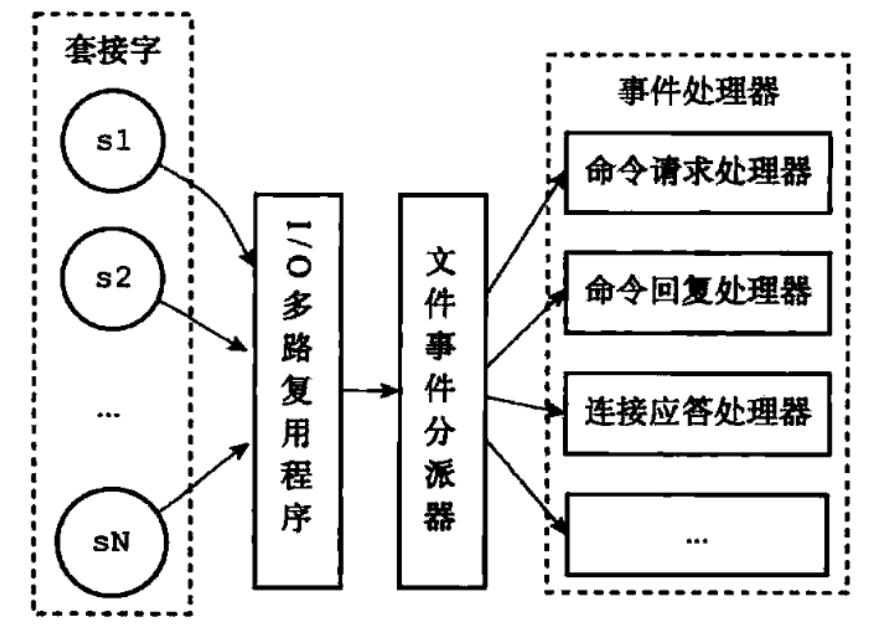 套接字
s1
s2
...
sN
I/O多路复用程序
文件事件分派器
事件处理器
命令请求处理器
命令回复处理器
连接应答处理器
...